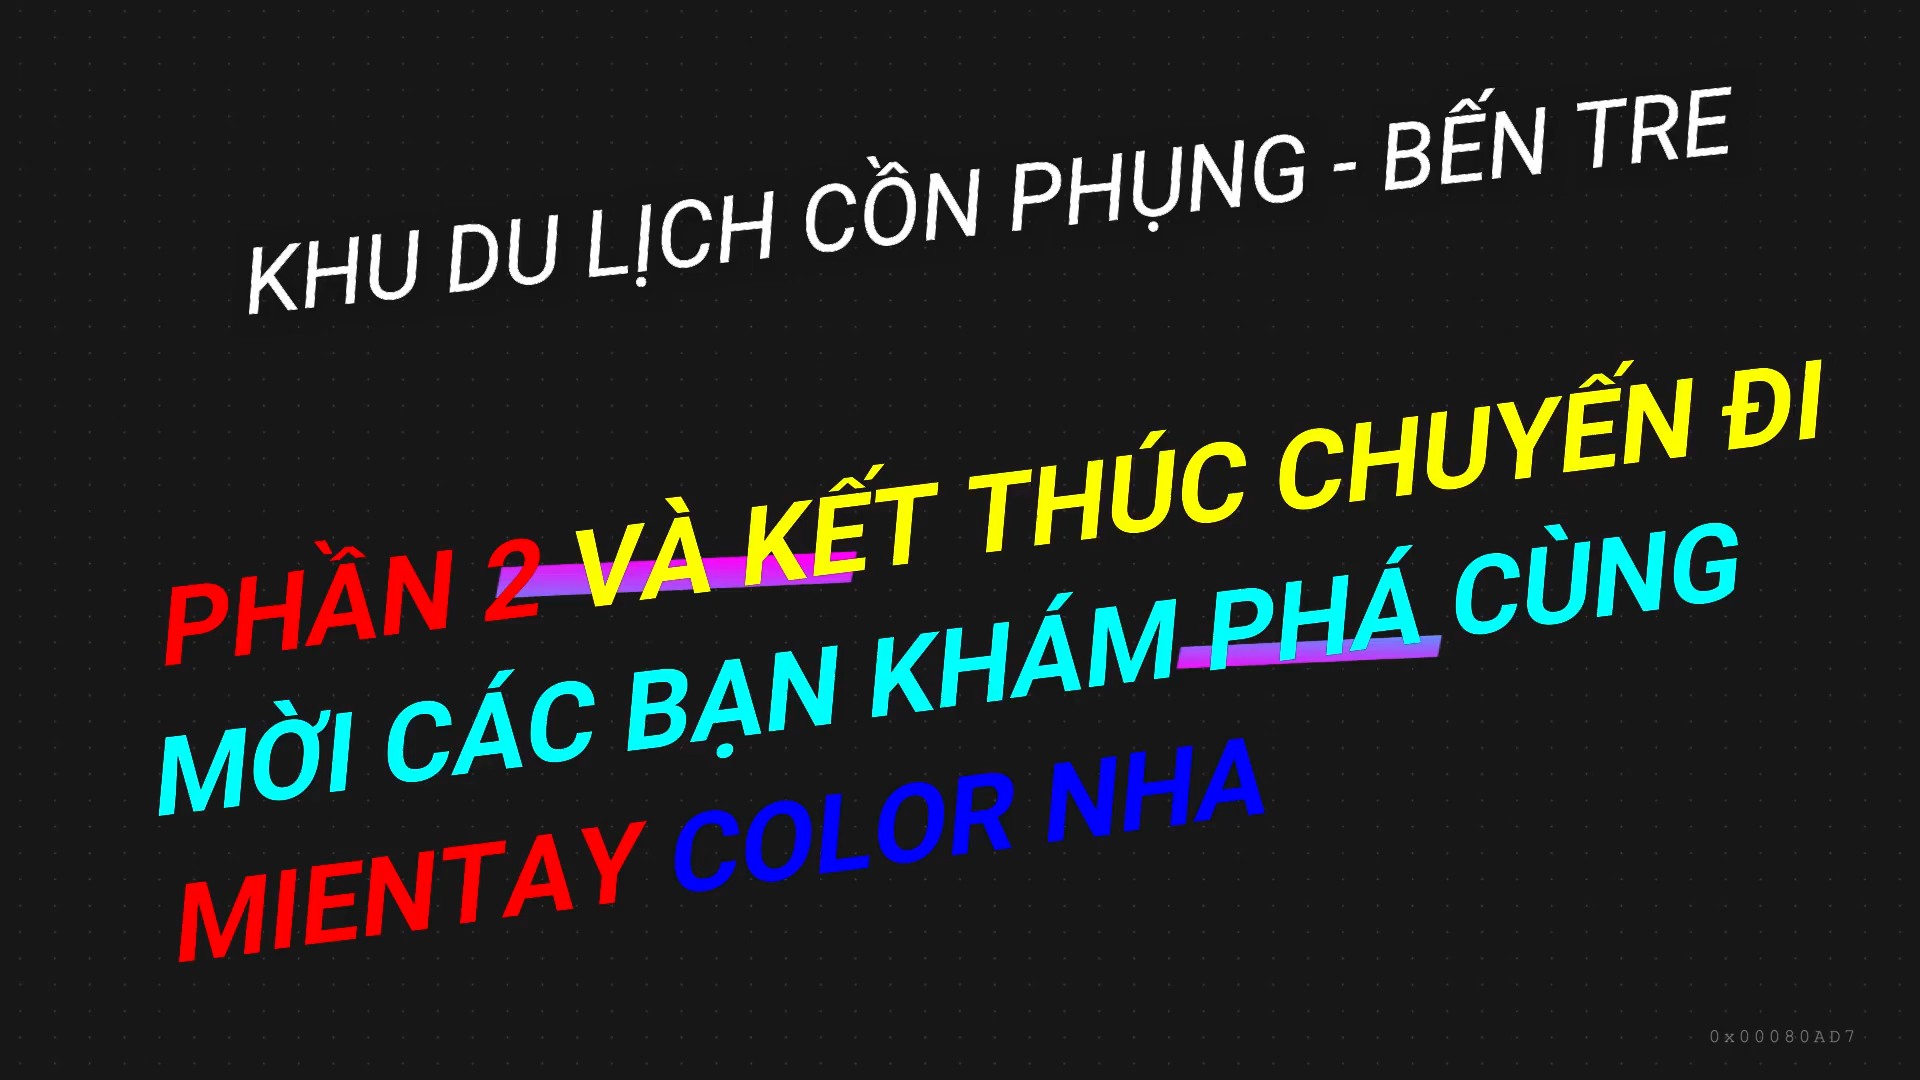 KHU DU LỊCH CỒN PHỤNG - BẾN TRE
PHẦN 2 VÀ KẾT THÚC CHUYẾN ĐI
MỜI CÁC BẠN KHÁM PHÁ CÙNG
MIENTAY COLOR NHA
0x00080AD7